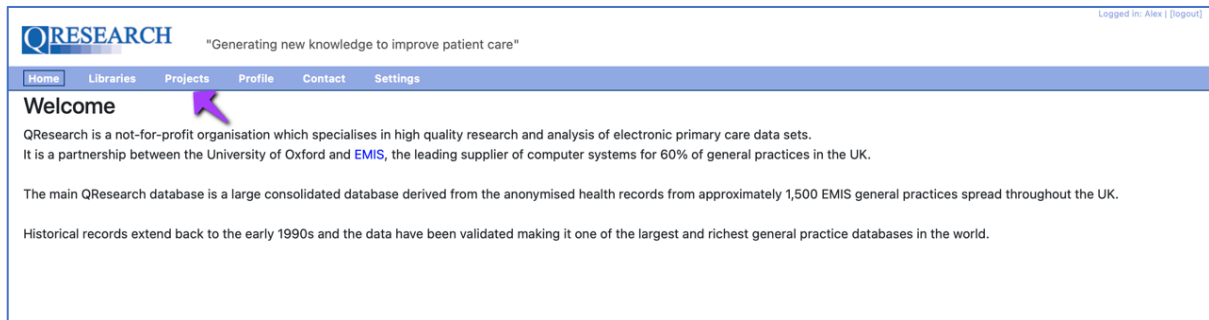 Logged in: Alex | [logout]
QRESEARCH "Generating new knowledge to improve patient care"
Home Libraries Projects Profile Contact Settings
Welcome
QResearch is a not-for-profit organisation which specialises in high quality research and analysis of electronic primary care data sets.
It is a partnership between the University of Oxford and EMIS, the leading supplier of computer systems for 60% of general practices in the UK.
The main QResearch database is a large consolidated database derived from the anonymised health records from approximately 1,500 EMIS general practices spread throughout the UK.
Historical records extend back to the early 1990s and the data have been validated making it one of the largest and richest general practice databases in the world.